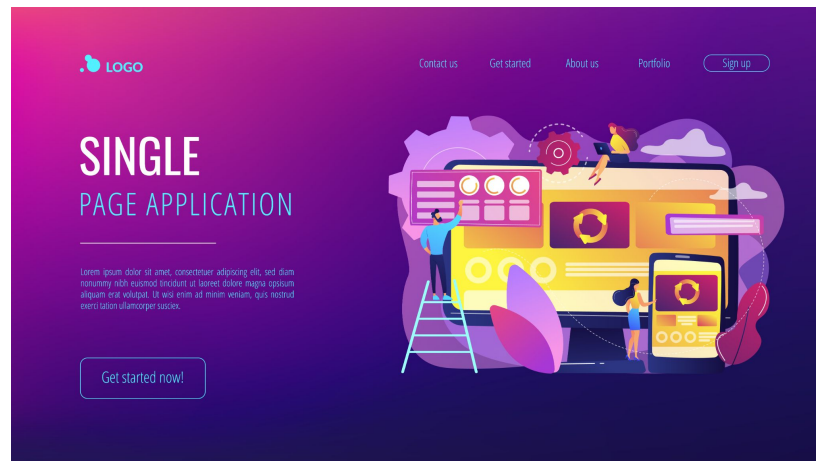 LOGO
Contact us
Get started
About us
Portfolio
Sign up
SINGLE
PAGE APPLICATION
Lorem ipsum dolor sit amet, consectetuer adipiscing elit, sed diam
nonummy nibh euismod tincidunt ut laoreet dolore magna opsisum
aliquam erat volutpat. Ut wisi enim ad minim veniam, quis nostrud
exerci tation ullamcorper susciex.
Get started now!